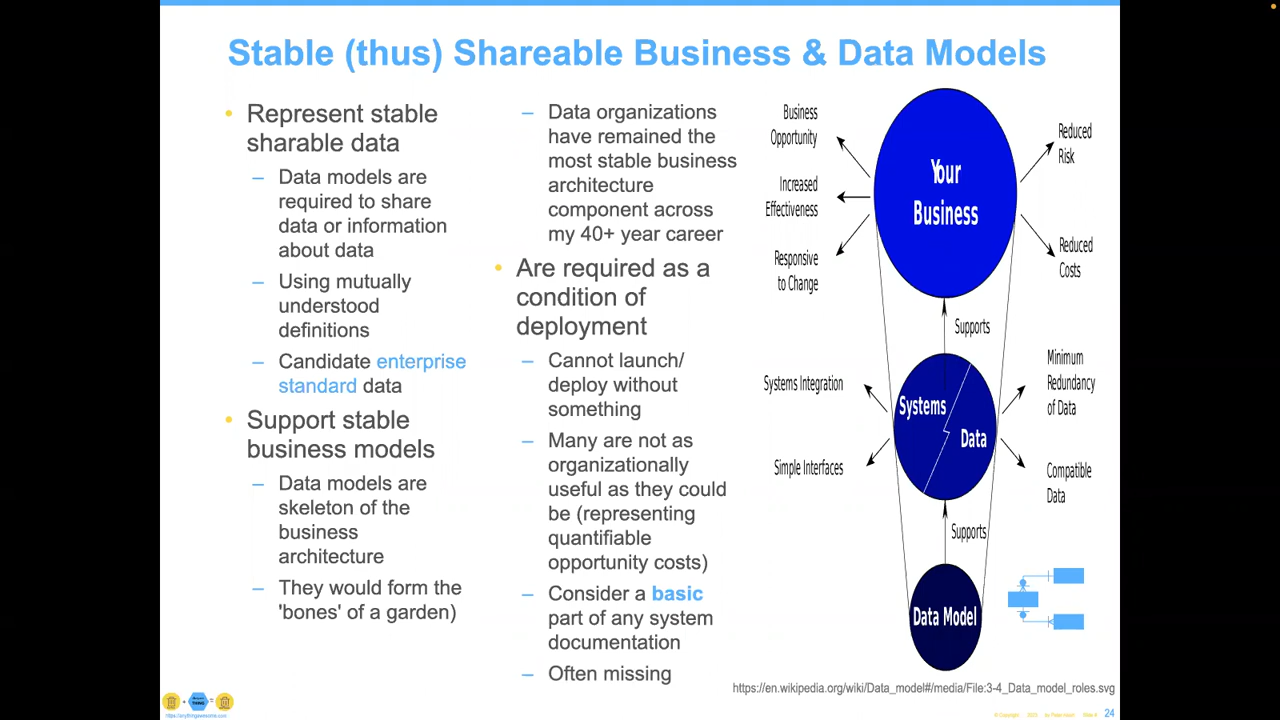 Stable (thus) Shareable Business & Data Models
• Represent stable
sharable data
– Data models are
required to share
data or information
about data
– Using mutually
understood
definitions
– Candidate enterprise
standard data
• Support stable
business models
– Data models are
skeleton of the
business
architecture
– They would form the
'bones' of a garden)
– Data organizations
have remained the
most stable business
architecture
component across
my 40+ year career
• Are required as a
condition of
deployment
– Cannot launch/
deploy without
something
– Many are not as
organizationally
useful as they could
be (representing
quantifiable
opportunity costs)
– Consider a basic
part of any system
documentation
– Often missing
Business
Opportunity
Increased
Effectiveness
Responsive
to Change
Your
Business
Reduced
Risk
Reduced
Costs
Supports
Systems Integration
Simple Interfaces
Systems
Data
Minimum
Redundancy
of Data
Compatible
Data
Supports
Data Model
https://en.wikipedia.org/wiki/Data_model#/media/File:3-4_Data_model_roles.svg
https://anythingawesome.com
24